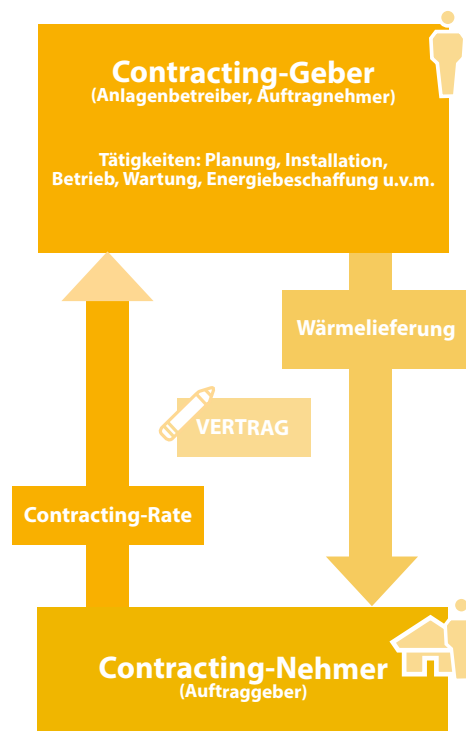 Contracting-Geber
(Anlagenbetreiber, Auftragnehmer)
Tätigkeiten: Planung, Installation,
Betrieb, Wartung, Energiebeschaffung u.v.m.
Wärmelieferung
VERTRAG
Contracting-Rate
Contracting-Nehmer
(Auftraggeber)